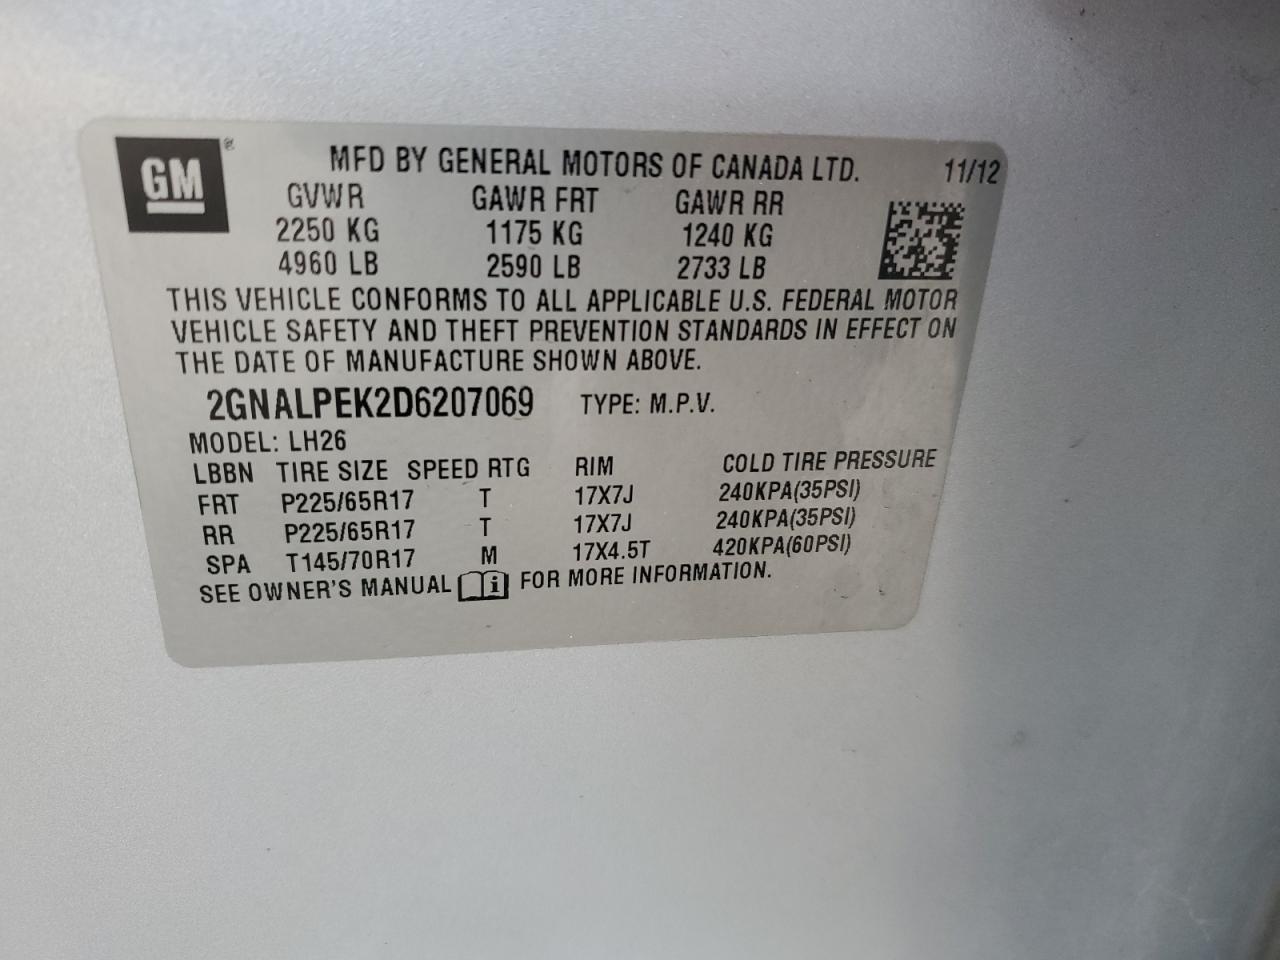 GM®
MFD BY GENERAL MOTORS OF CANADA LTD. 11/12
GVWR GAWR FRT GAWR RR
2250 KG 1175 KG 1240 KG
4960 LB 2590 LB 2733 LB
THIS VEHICLE CONFORMS TO ALL APPLICABLE U.S. FEDERAL MOTOR
VEHICLE SAFETY AND THEFT PREVENTION STANDARDS IN EFFECT ON
THE DATE OF MANUFACTURE SHOWN ABOVE.
2GNALPEK2D6207069 TYPE: M.P.V.
MODEL: LH26
LBBN TIRE SIZE SPEED RTG RIM COLD TIRE PRESSURE
FRT P225/65R17 T 17X7J 240KPA(35PSI)
RR P225/65R17 T 17X7J 240KPA(35PSI)
SPA T145/70R17 M 17X4.5T 420KPA(60PSI)
SEE OWNER'S MANUAL i FOR MORE INFORMATION.